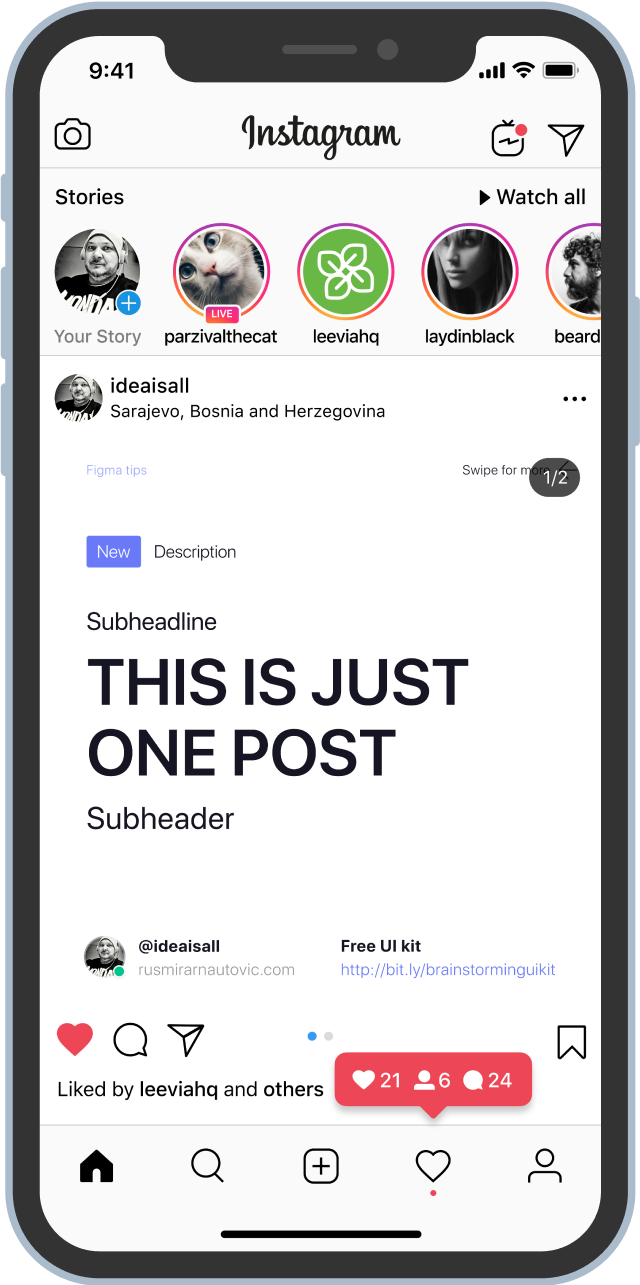 9:41
Instagram
Stories
Watch all
LIVE
Your Story
parzivalthecat
leeviahq
laydinblack
beard
ideaisall
Sarajevo, Bosnia and Herzegovina
Figma tips
Swipe for more
1/2
New
Description
Subheadline
THIS IS JUST
ONE POST
Subheader
@ideaisall
rusmirarnautovic.com
Free UI kit
http://bit.ly/brainstorminguikit
21 6 24
Liked by leeviahq and others